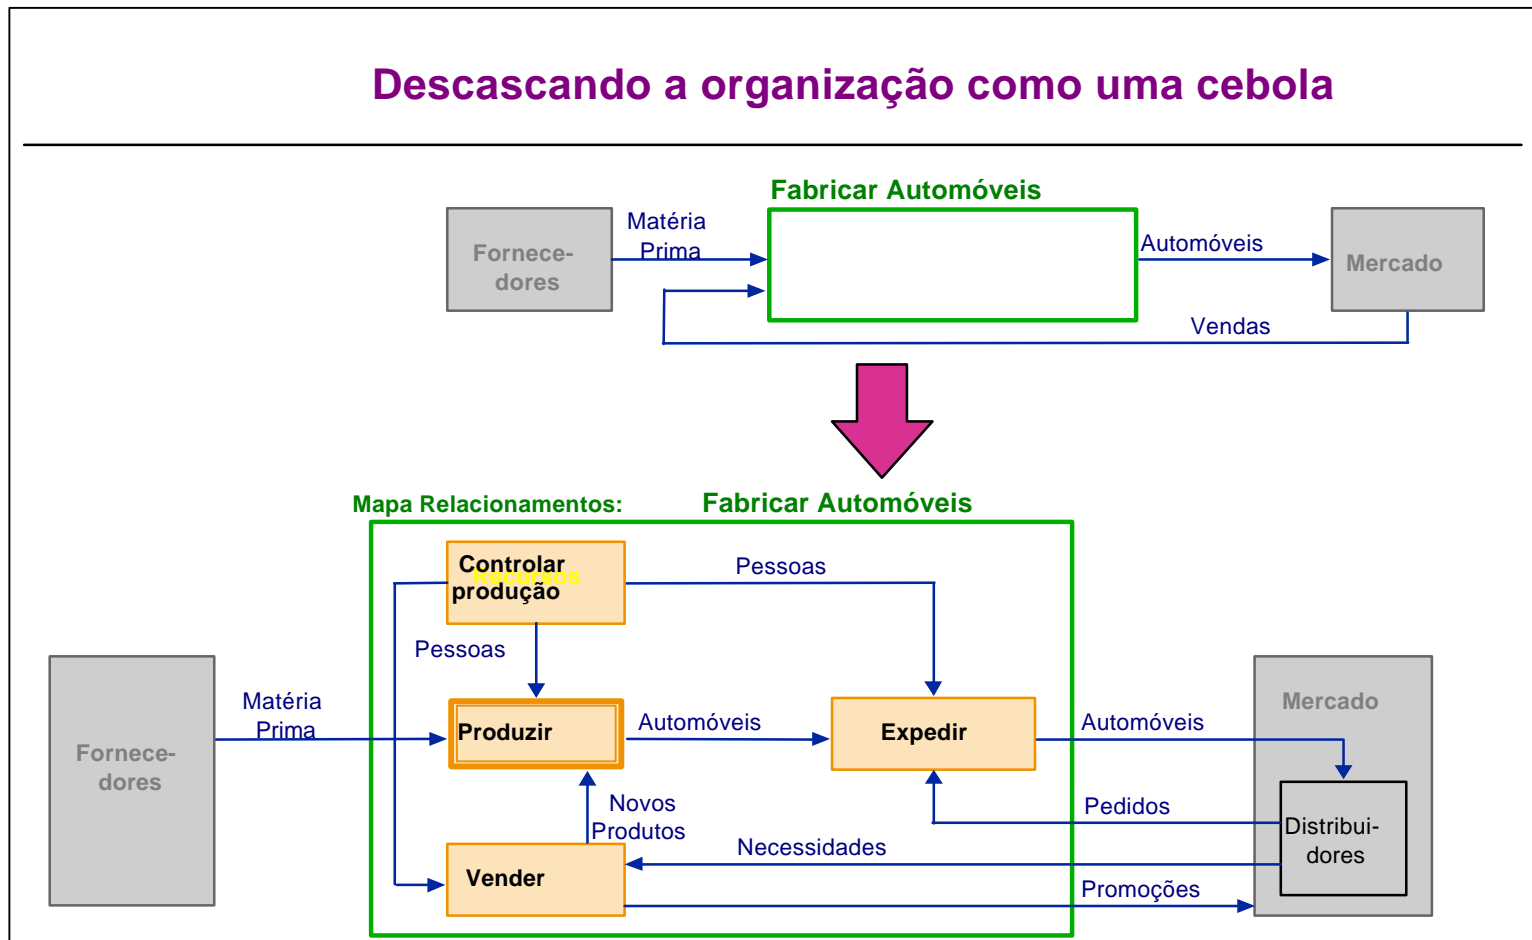 Descascando a organização como uma cebola
Fabricar Automóveis
Matéria
Prima
Fornece-
dores
Automóveis
Mercado
Vendas
Mapa Relacionamentos:
Fabricar Automóveis
Controlar
Recursos
produção
Pessoas
Pessoas
Matéria
Prima
Fornece-
dores
Produzir
Automóveis
Expedir
Automóveis
Mercado
Novos
Produtos
Pedidos
Distribui-
dores
Necessidades
Vender
Promoções